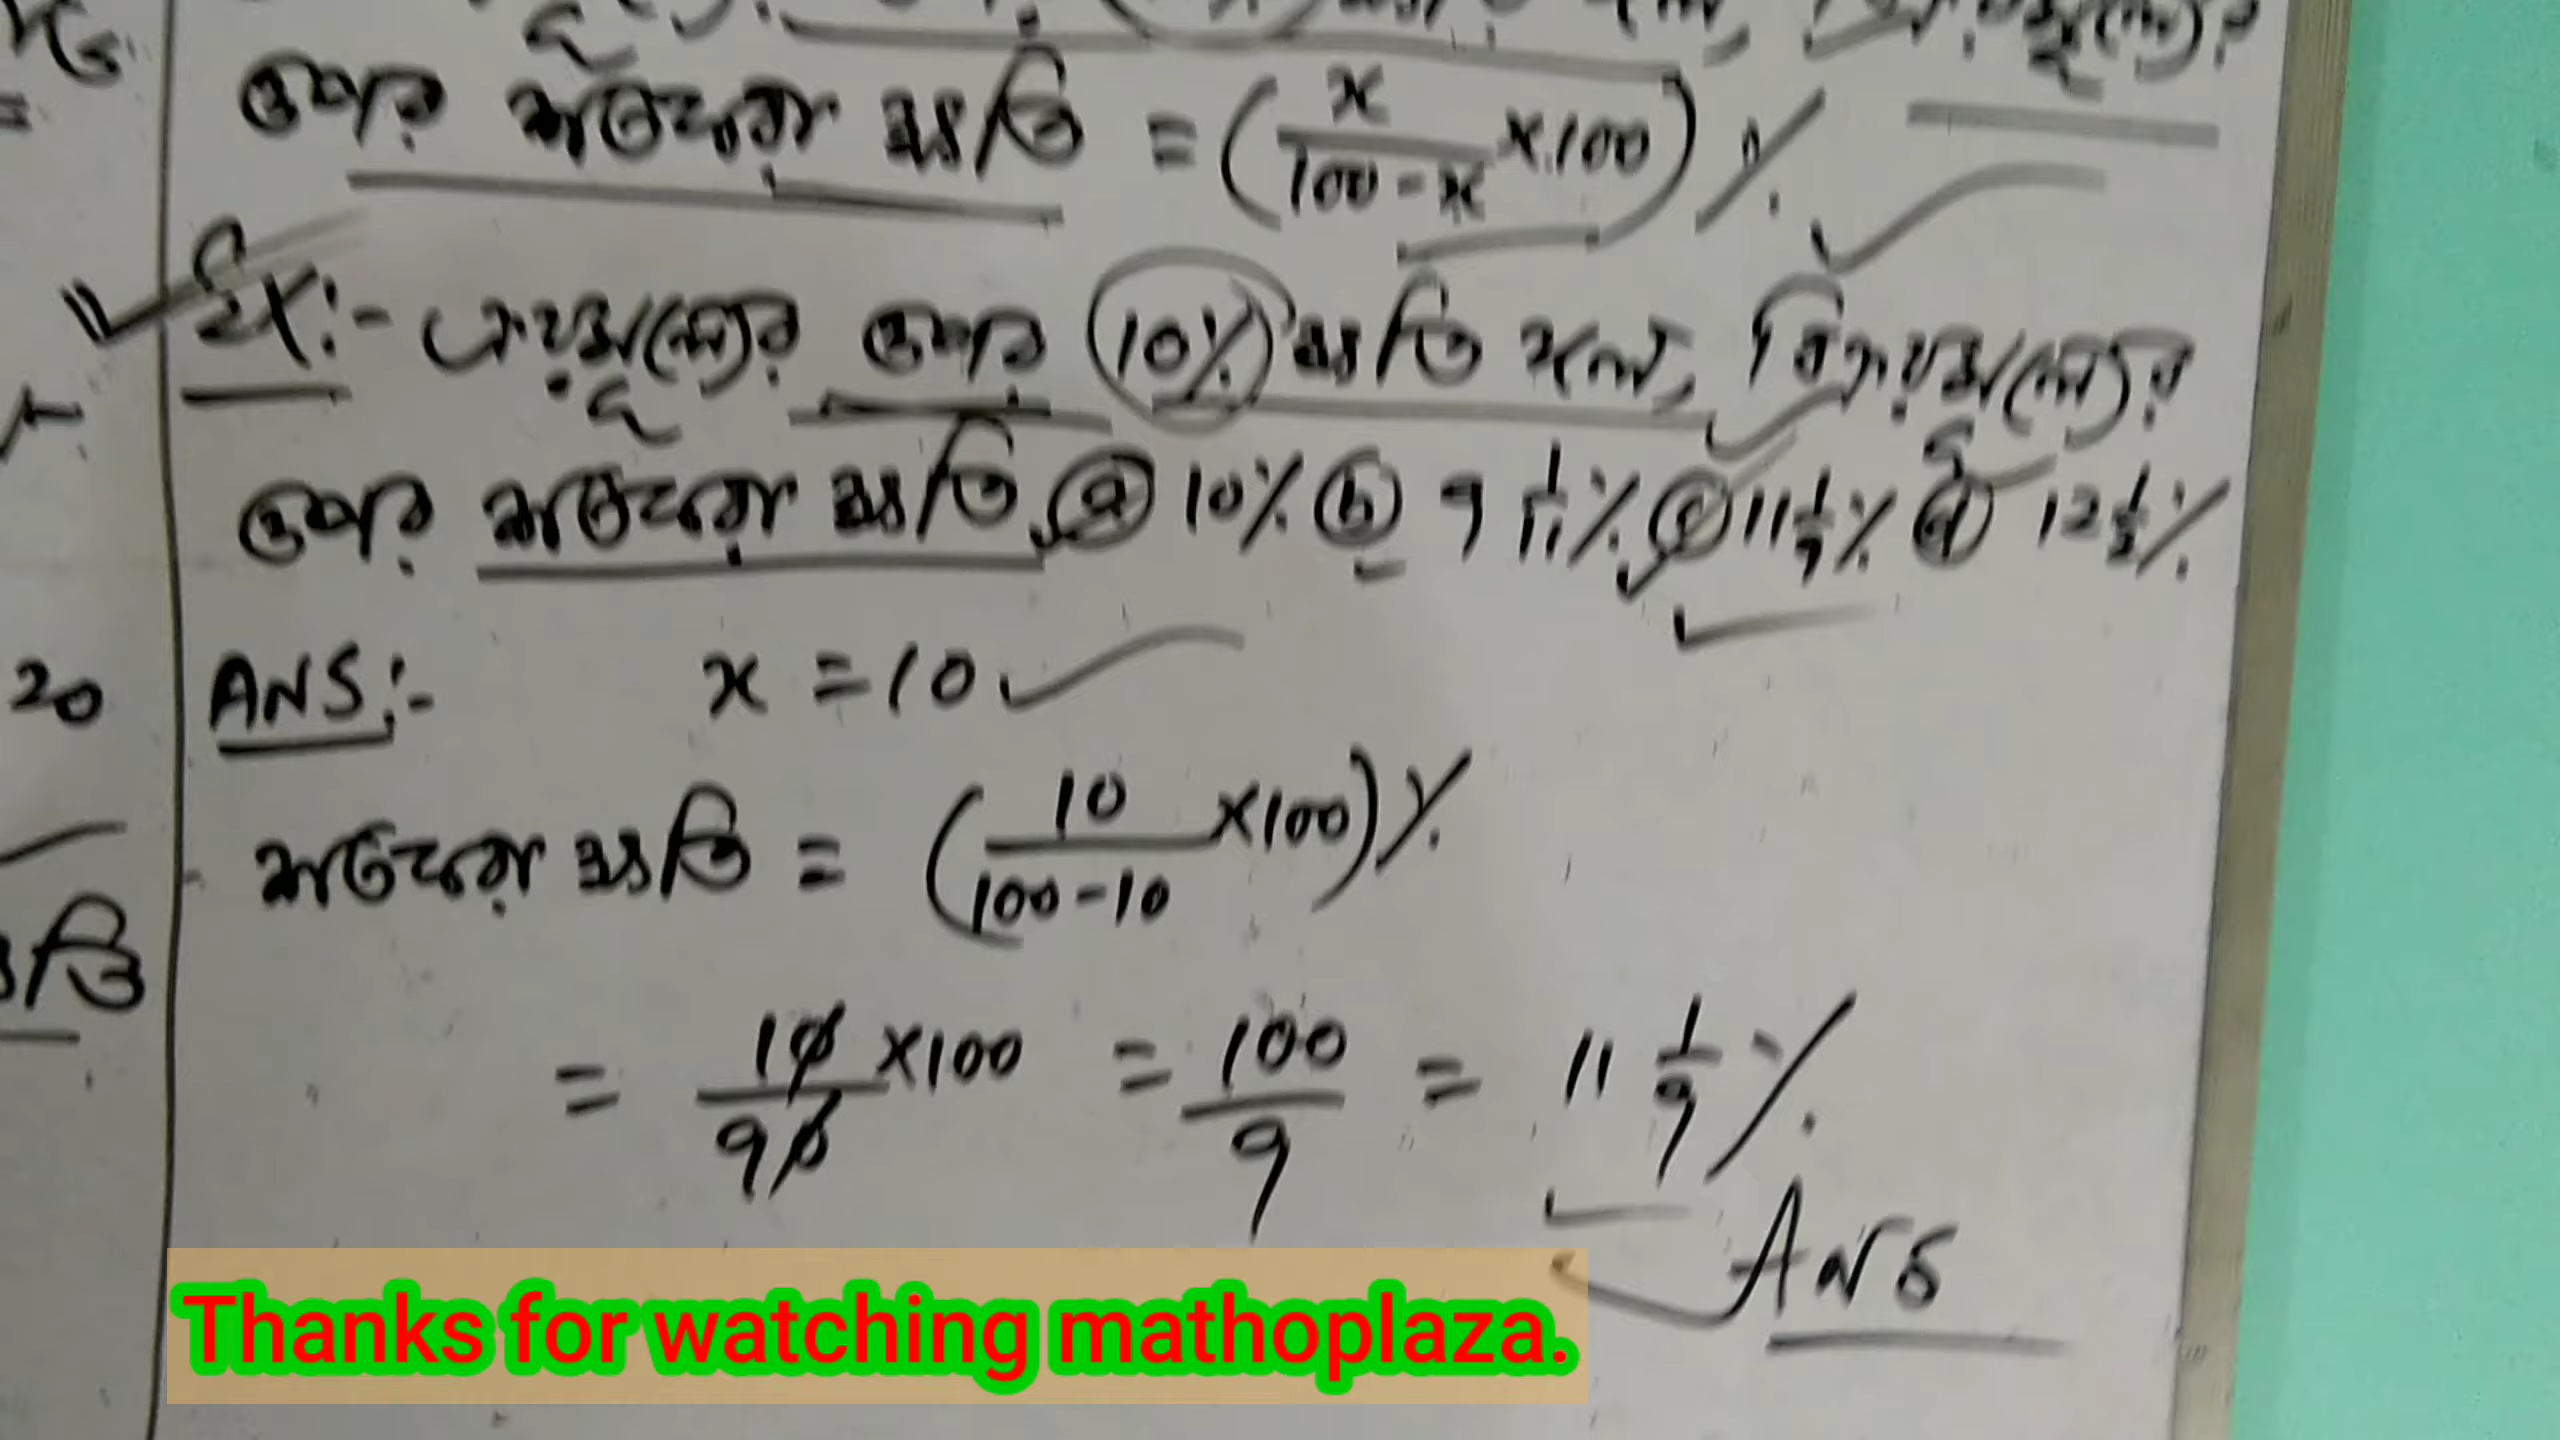 ওপর শতকরা ক্ষতি = (x/(100-x) ×100) %
Ex:- ক্রয়মূল্যের ওপর 10% ক্ষতি হলে, বিক্রয়মূল্যের
ওপর শতকরা ক্ষতি (a) 10% (b) 9 1/11% (c) 11 1/9% (d) 12 1/2%
20
ANS:- x = 10
শতকরা ক্ষতি = (10/(100-10) ×100) %
= 10/90 ×100 = 100/9 = 11 1/9 %
ANS
Thanks for watching mathoplaza.